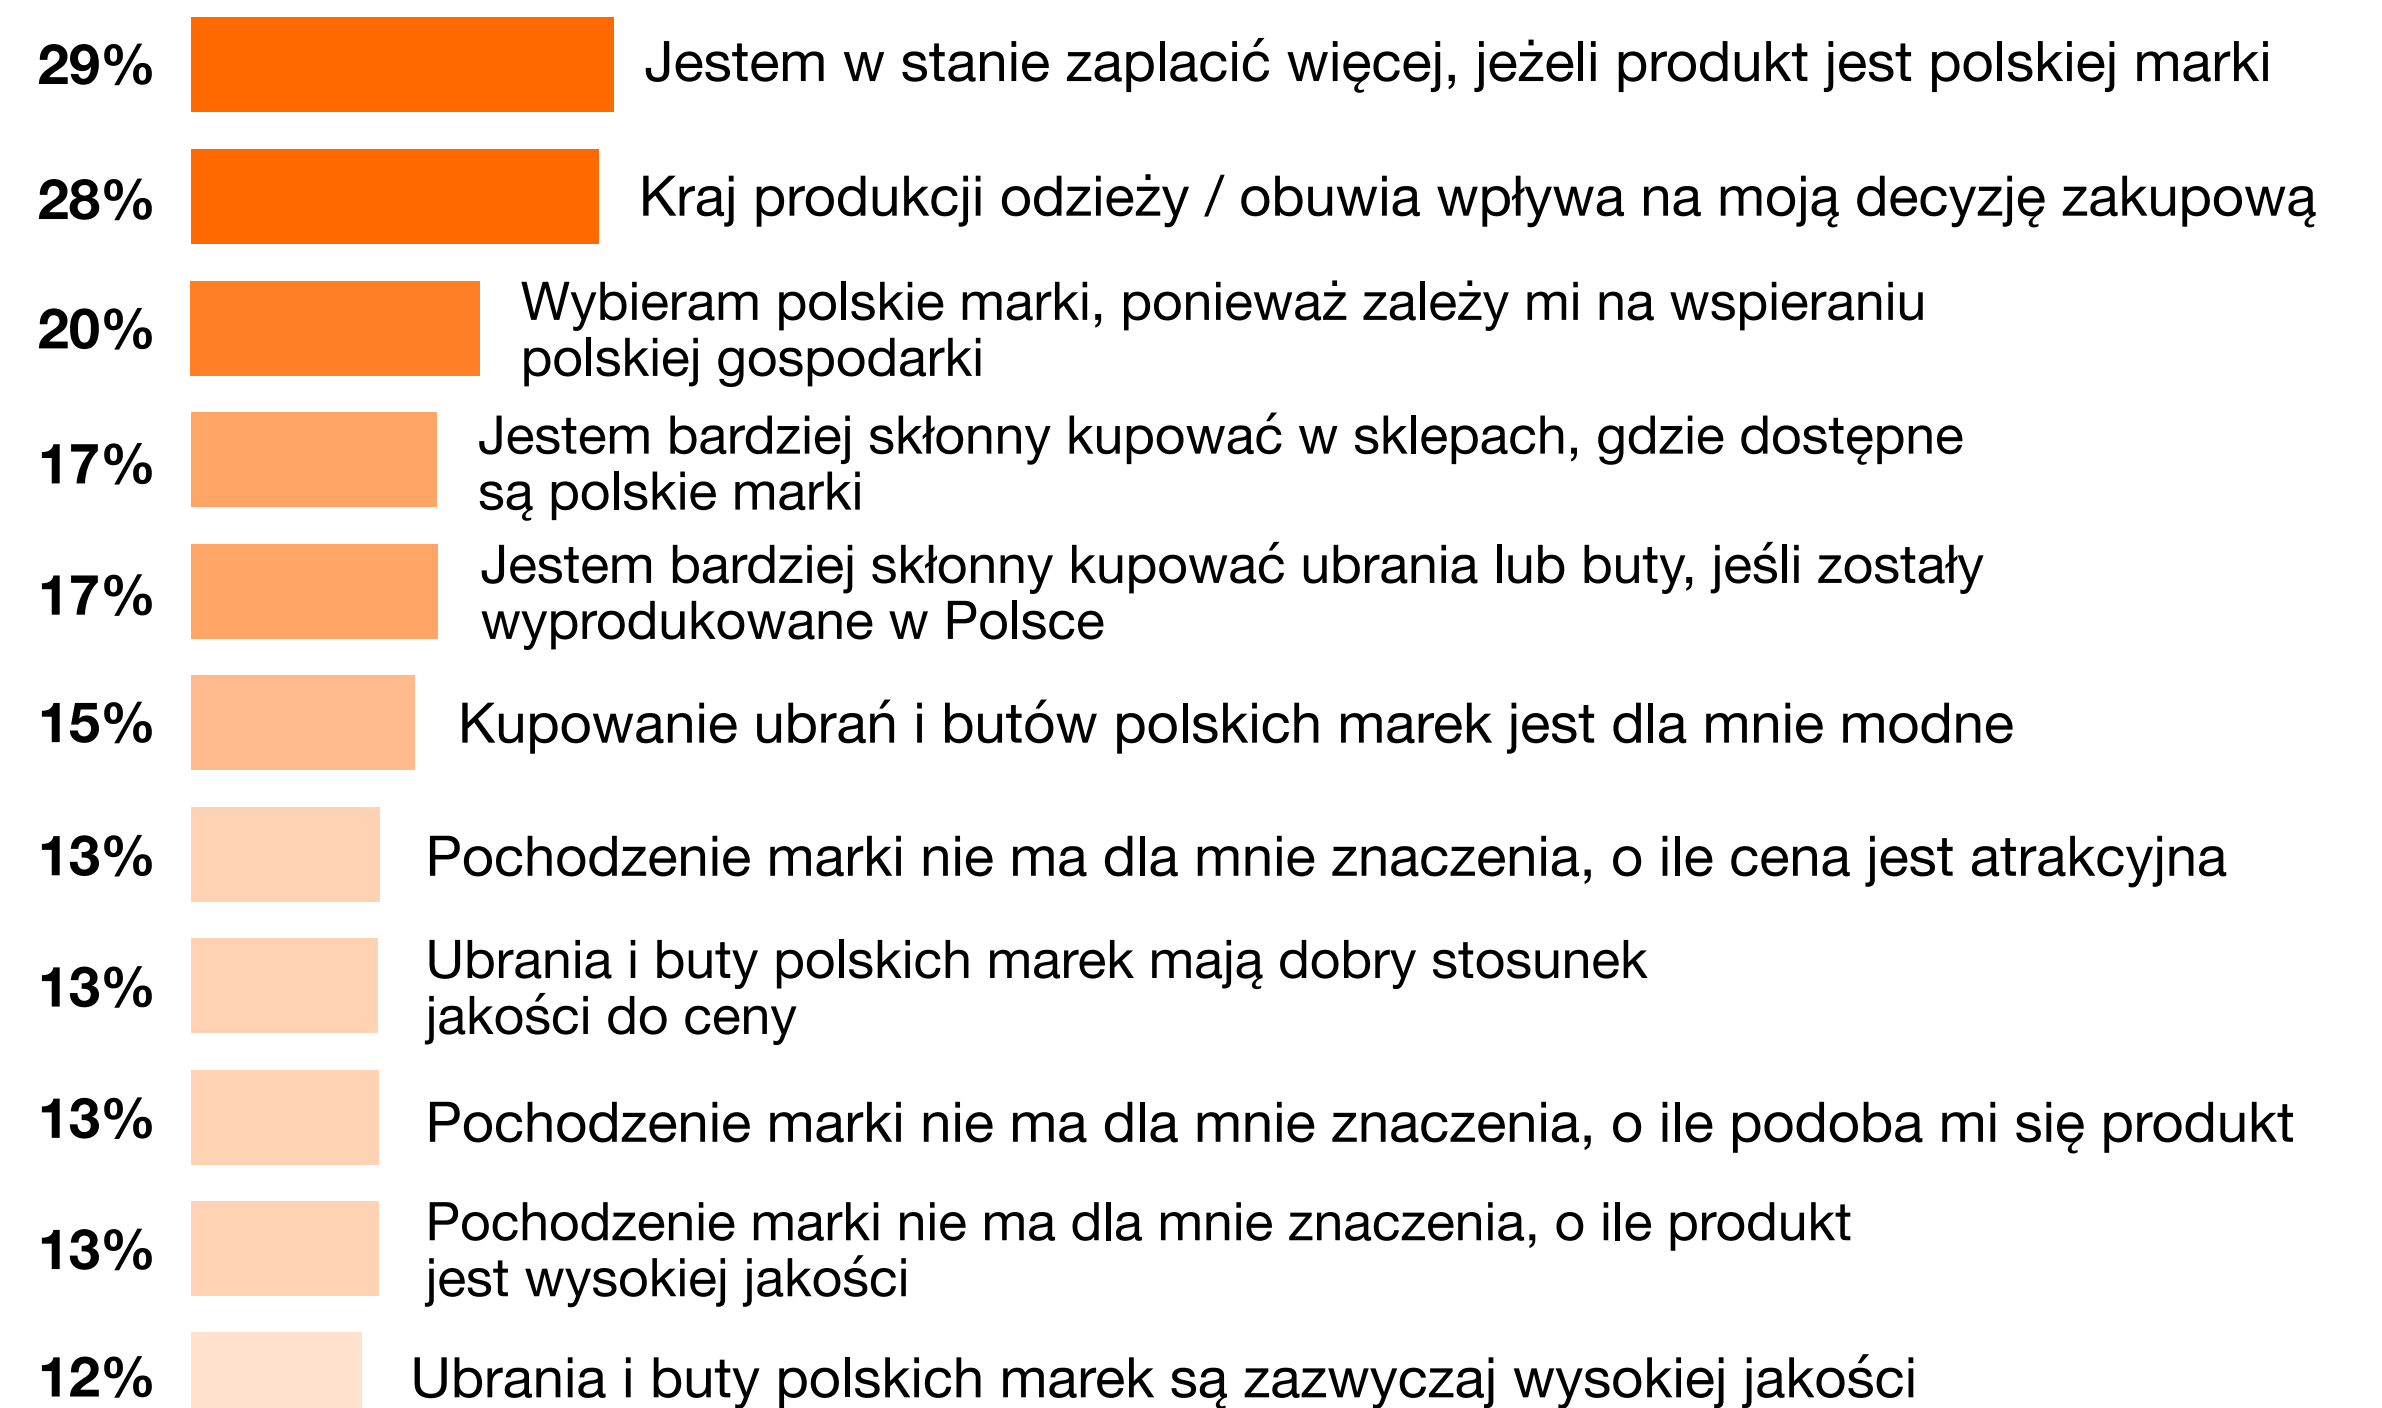 29% Jestem w stanie zaplacić więcej, jeżeli produkt jest polskiej marki
28% Kraj produkcji odzieży / obuwia wpływa na moją decyzję zakupową
20% Wybieram polskie marki, ponieważ zależy mi na wspieraniu
polskiej gospodarki
17% Jestem bardziej skłonny kupować w sklepach, gdzie dostępne
są polskie marki
17% Jestem bardziej skłonny kupować ubrania lub buty, jeśli zostały
wyprodukowane w Polsce
15% Kupowanie ubrań i butów polskich marek jest dla mnie modne
13% Pochodzenie marki nie ma dla mnie znaczenia, o ile cena jest atrakcyjna
13% Ubrania i buty polskich marek mają dobry stosunek
jakości do ceny
13% Pochodzenie marki nie ma dla mnie znaczenia, o ile podoba mi się produkt
13% Pochodzenie marki nie ma dla mnie znaczenia, o ile produkt
jest wysokiej jakości
12% Ubrania i buty polskich marek są zazwyczaj wysokiej jakości